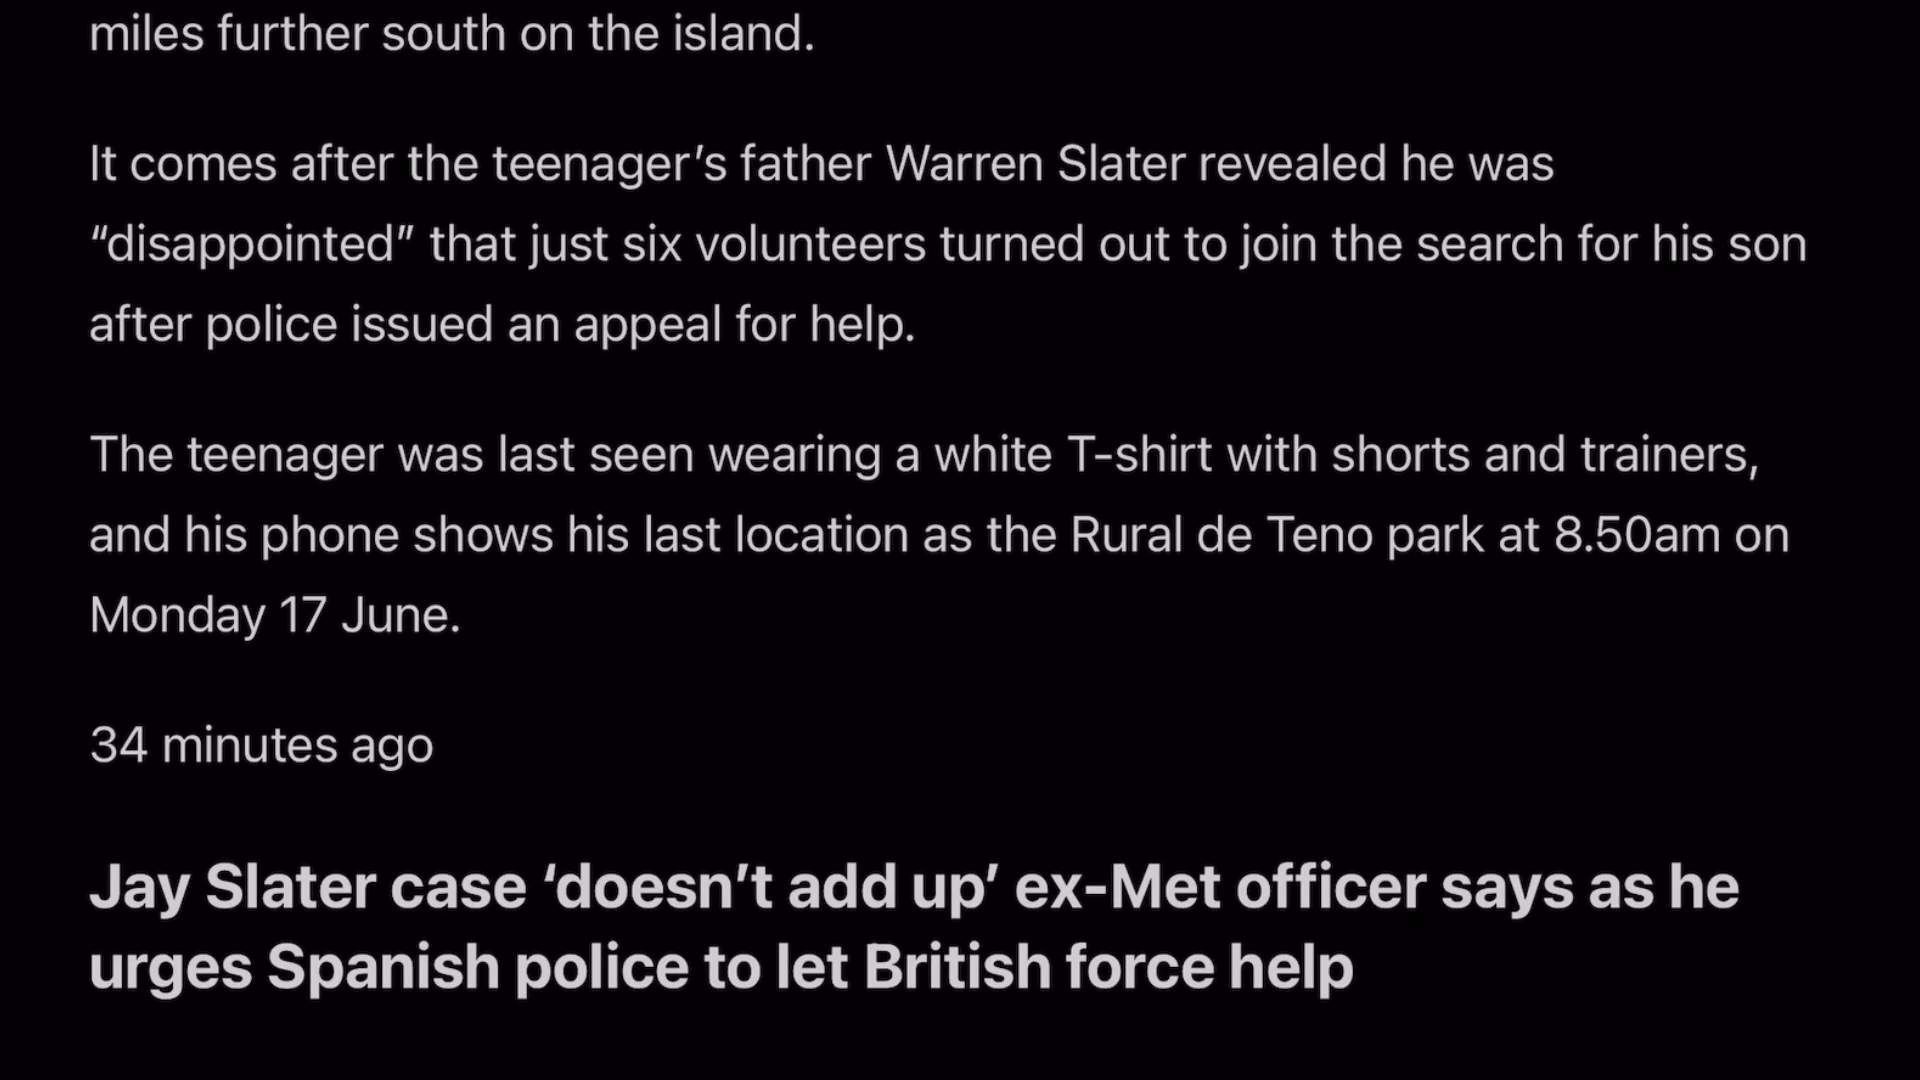 miles further south on the island.
It comes after the teenager’s father Warren Slater revealed he was
“disappointed” that just six volunteers turned out to join the search for his son
after police issued an appeal for help.
The teenager was last seen wearing a white T-shirt with shorts and trainers,
and his phone shows his last location as the Rural de Teno park at 8.50am on
Monday 17 June.
34 minutes ago
Jay Slater case ‘doesn’t add up’ ex-Met officer says as he
urges Spanish police to let British force help